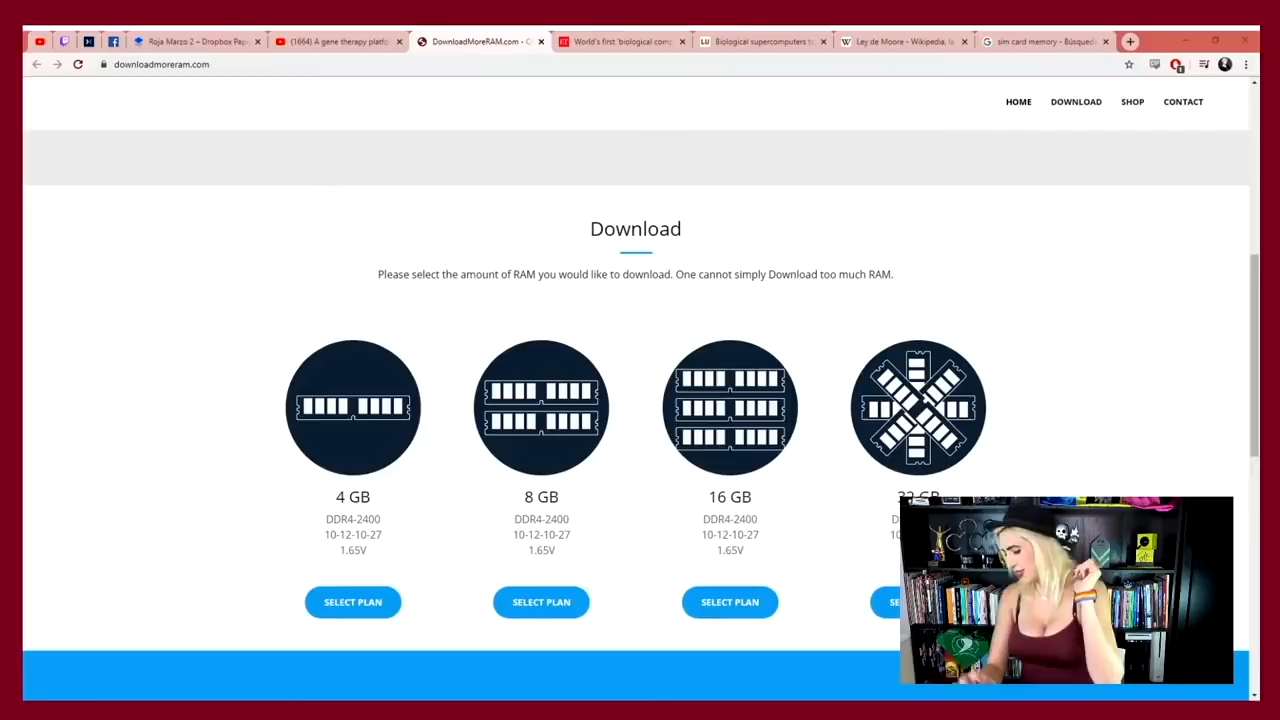 Roja Marzo 2 – Dropbox Pap
(1664) A gene therapy platfo
DownloadMoreRAM.com - C
World's first 'biological comp
Biological supercomputers t
Ley de Moore - Wikipedia, la
sim card memory - Búsqued
downloadmoreram.com
HOME DOWNLOAD SHOP CONTACT
Download
Please select the amount of RAM you would like to download. One cannot simply Download too much RAM.
4 GB
DDR4-2400
10-12-10-27
1.65V
SELECT PLAN
8 GB
DDR4-2400
10-12-10-27
1.65V
SELECT PLAN
16 GB
DDR4-2400
10-12-10-27
1.65V
SELECT PLAN
32 GB